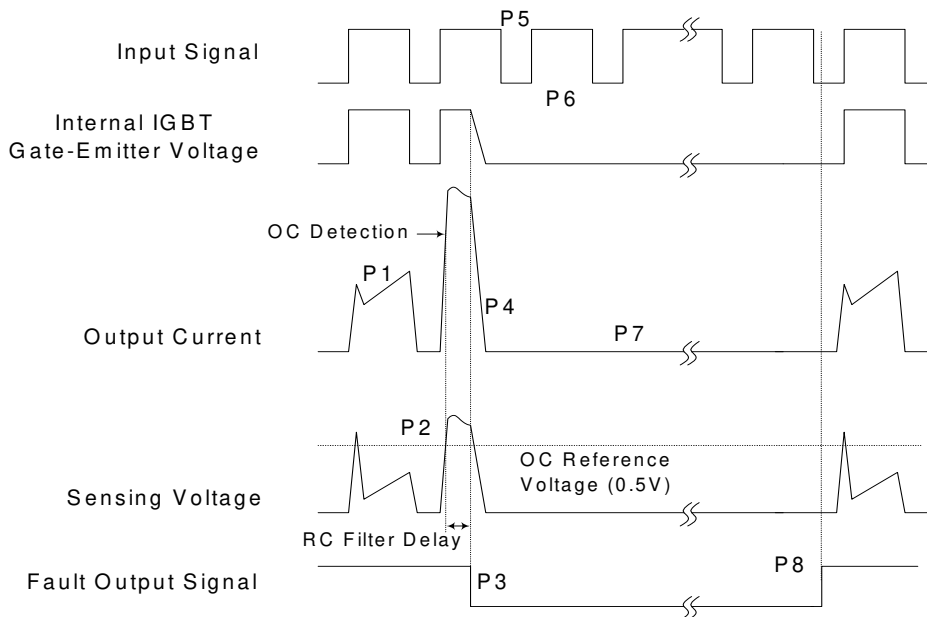 P5
Input Signal
P6
Internal IGBT
Gate-Emitter Voltage
OC Detection
P1
P4
Output Current
P7
P2
OC Reference
Voltage (0.5V)
Sensing Voltage
RC Filter Delay
Fault Output Signal
P3
P8